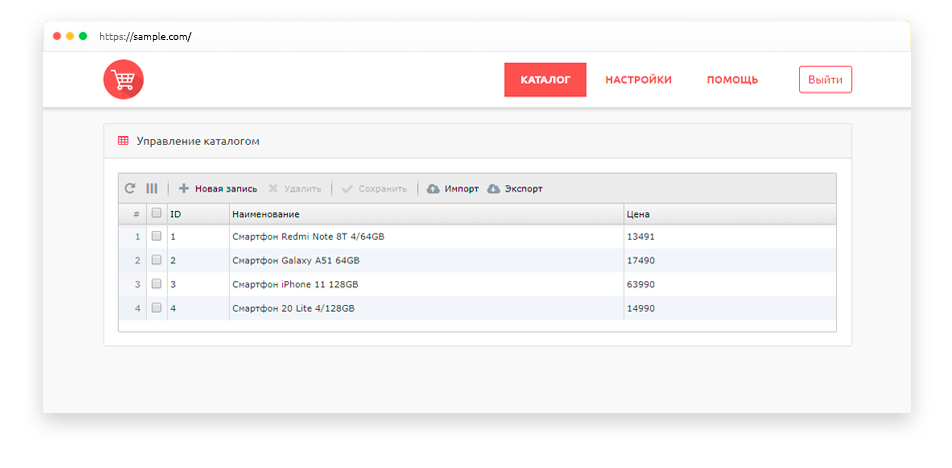 https://sample.com/
КАТАЛОГ НАСТРОЙКИ ПОМОЩЬ Выйти
Управление каталогом
Новая запись Удалить Сохранить Импорт Экспорт
# ID Наименование Цена
1 1 Смартфон Redmi Note 8T 4/64GB 13491
2 2 Смартфон Galaxy A51 64GB 17490
3 3 Смартфон iPhone 11 128GB 63990
4 4 Смартфон 20 Lite 4/128GB 14990